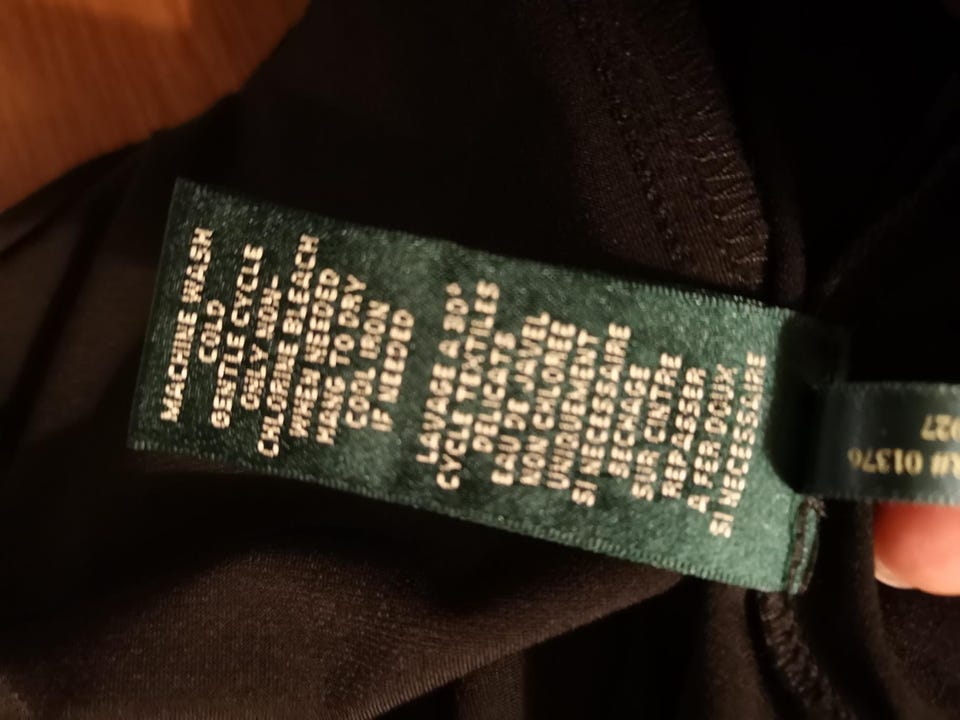 MACHINE WASH
COLD
GENTLE CYCLE
ONLY NON-
CHLORINE BLEACH
WHEN NEEDED
HANG TO DRY
COOL IRON
IF NEEDED
LAVAGE A 30°
CYCLE TEXTILES
DELICATS
EAU DE JAVEL
NON CHLOREE
UNIQUEMENT
SI NECESSAIRE
SECHAGE
SUR CINTRE
REPASSER
A FER DOUX
SI NECESSAIRE
01376